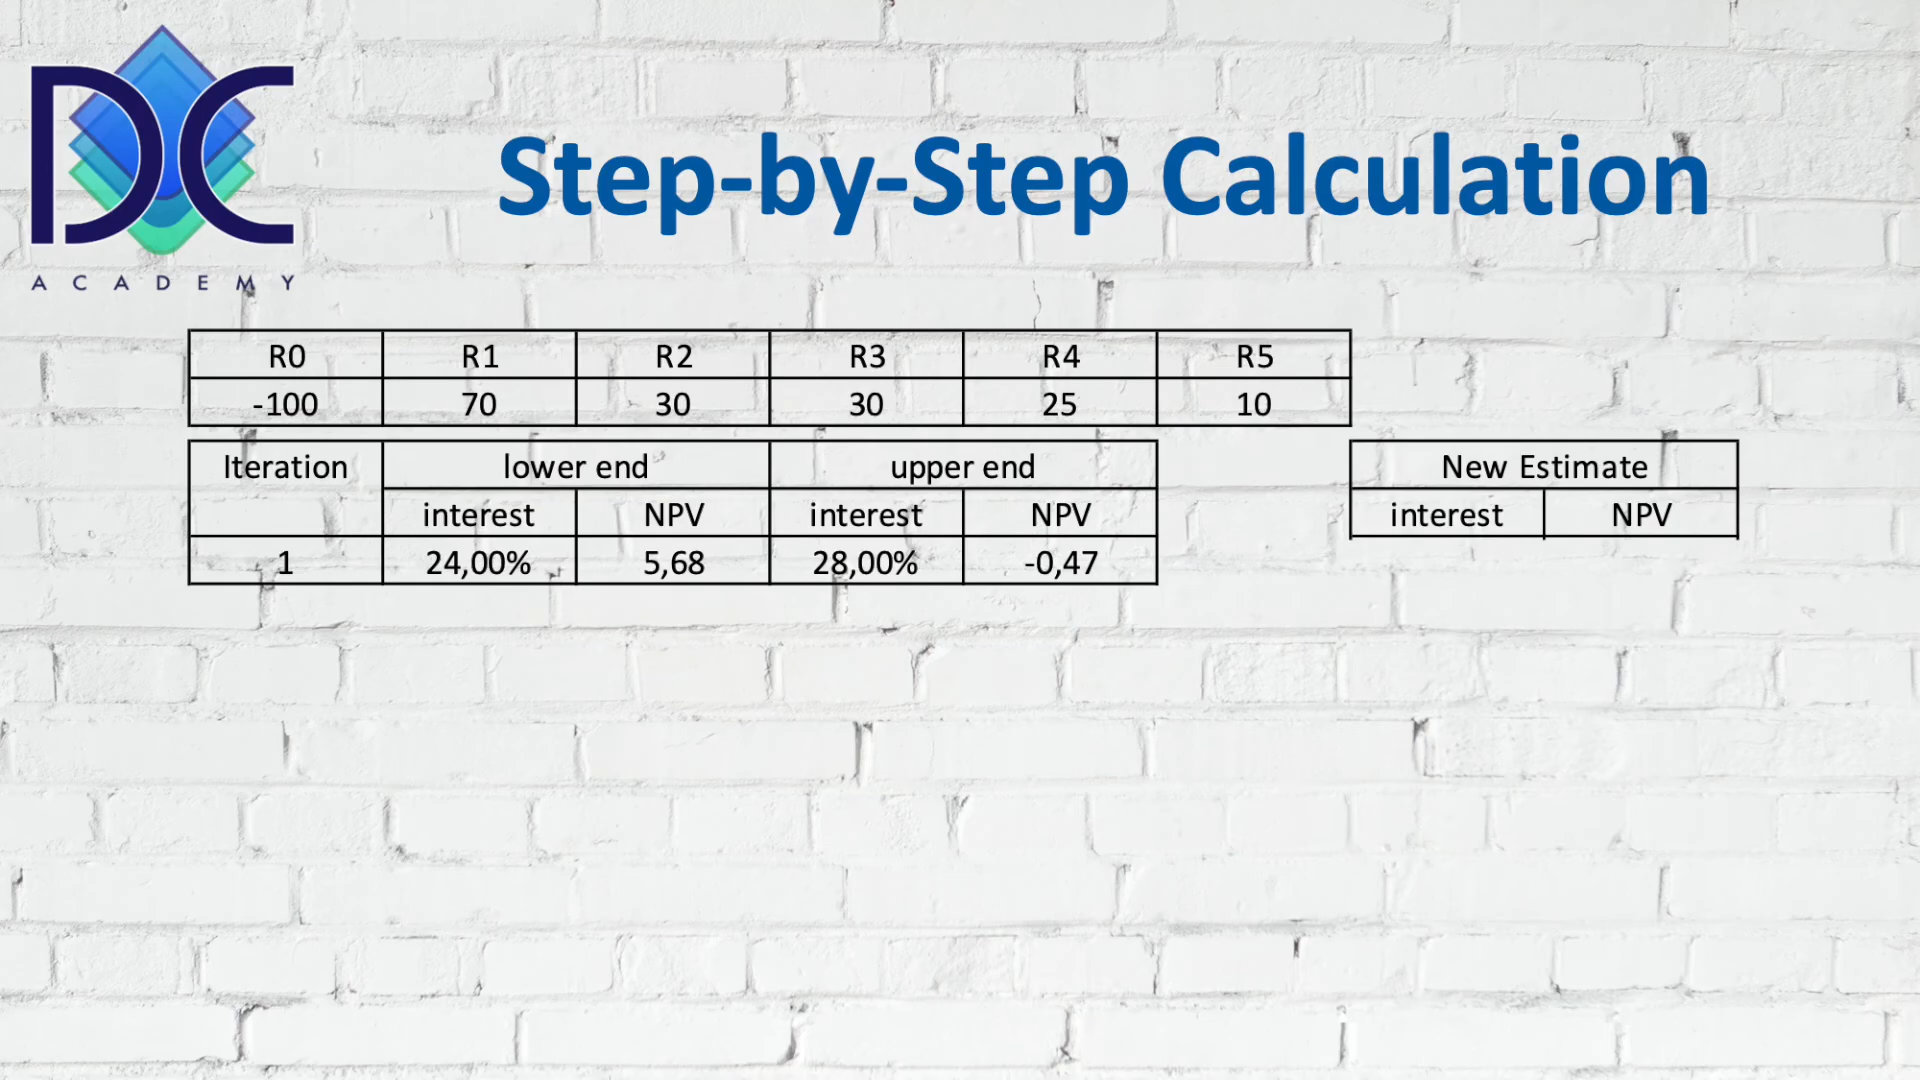 DC
ACADEMY
Step-by-Step Calculation
R0 R1 R2 R3 R4 R5
-100 70 30 30 25 10
Iteration lower end upper end New Estimate
interest NPV interest NPV interest NPV
1 24,00% 5,68 28,00% -0,47